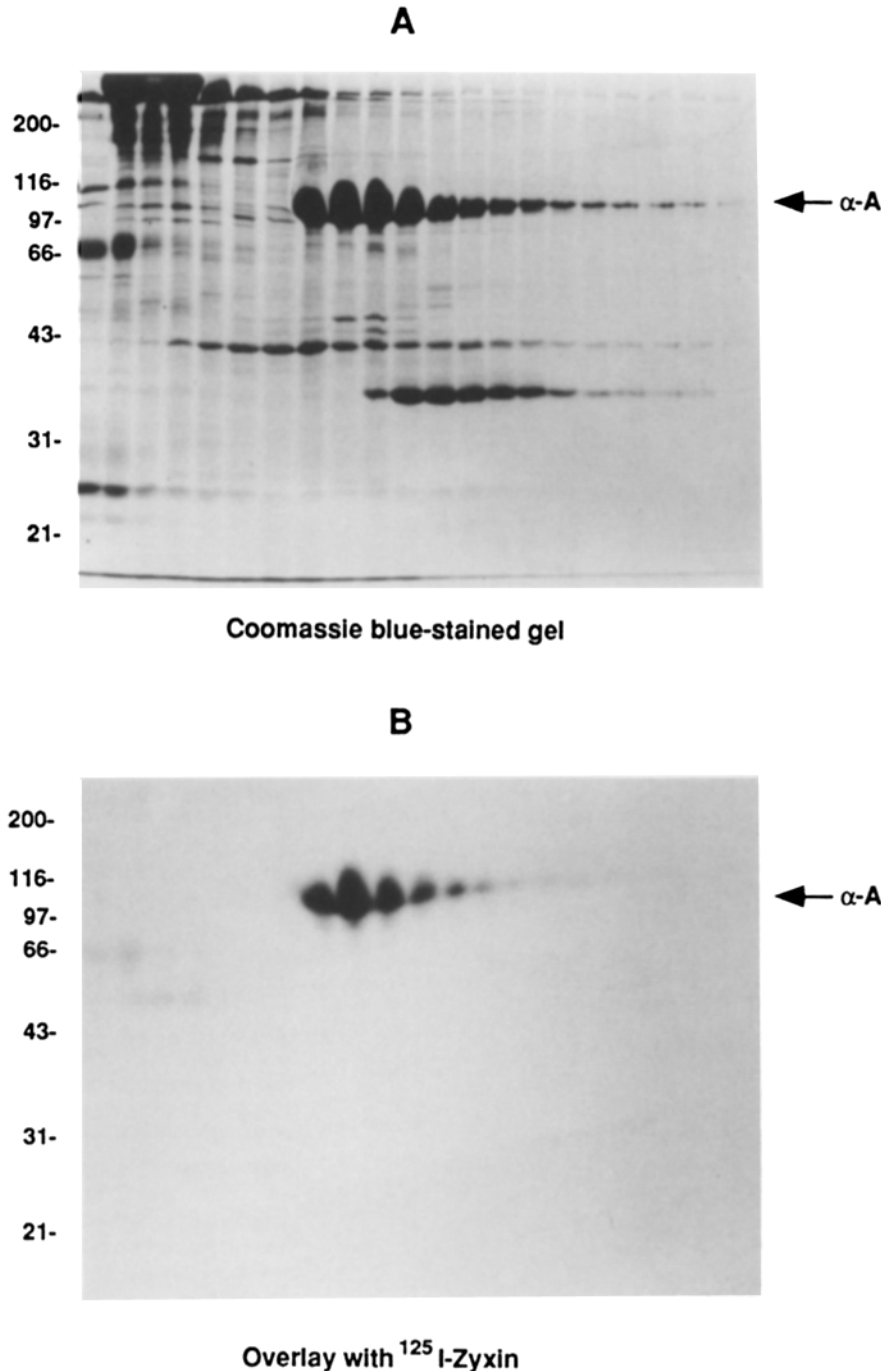 A
200-
116-
α-A
97-
66-
43-
31-
21-
Coomassie blue-stained gel
B
200-
116-
α-A
97-
66-
43-
31-
21-
Overlay with ¹²⁵I-Zyxin